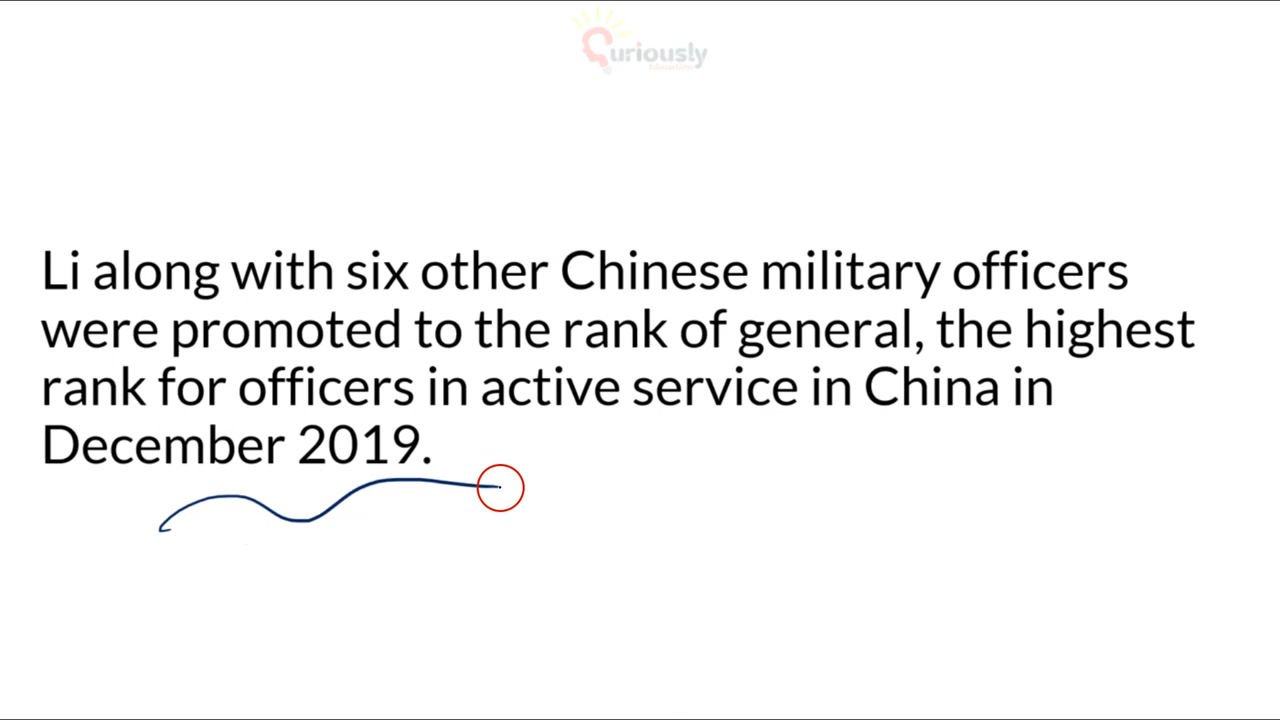 Curiously
Education
Li along with six other Chinese military officers
were promoted to the rank of general, the highest
rank for officers in active service in China in
December 2019.